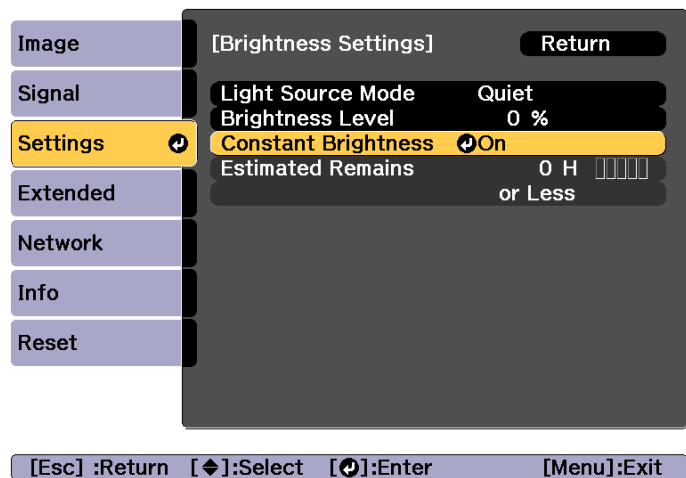 Image
Signal
Settings
Extended
Network
Info
Reset
[Brightness Settings] Return
Light Source Mode Quiet
Brightness Level 0 %
Constant Brightness On
Estimated Remains 0 H
or Less
[Esc] :Return [◆]:Select [↵]:Enter [Menu]:Exit